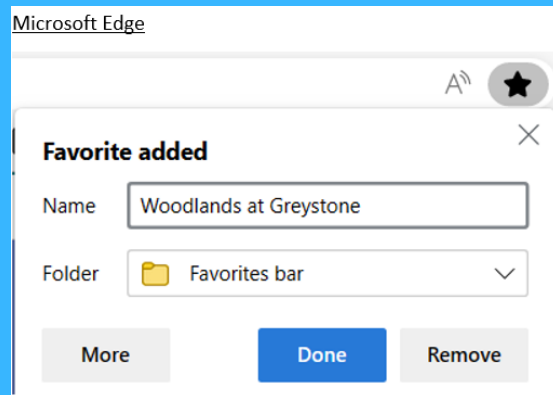 Microsoft Edge
A
Favorite added
Name Woodlands at Greystone
Folder Favorites bar
More Done Remove